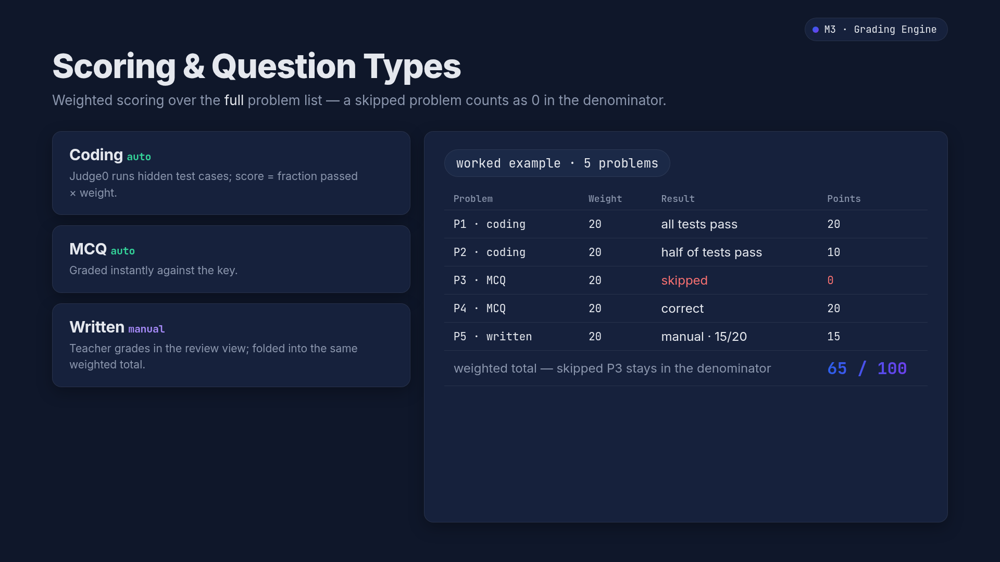 M3 · Grading Engine
Scoring & Question Types
Weighted scoring over the full problem list — a skipped problem counts as 0 in the denominator.
Coding auto
Judge0 runs hidden test cases; score = fraction passed
× weight.
MCQ auto
Graded instantly against the key.
Written manual
Teacher grades in the review view; folded into the same
weighted total.
worked example · 5 problems
Problem Weight Result Points
P1 · coding 20 all tests pass 20
P2 · coding 20 half of tests pass 10
P3 · MCQ 20 skipped 0
P4 · MCQ 20 correct 20
P5 · written 20 manual · 15/20 15
weighted total — skipped P3 stays in the denominator 65 / 100